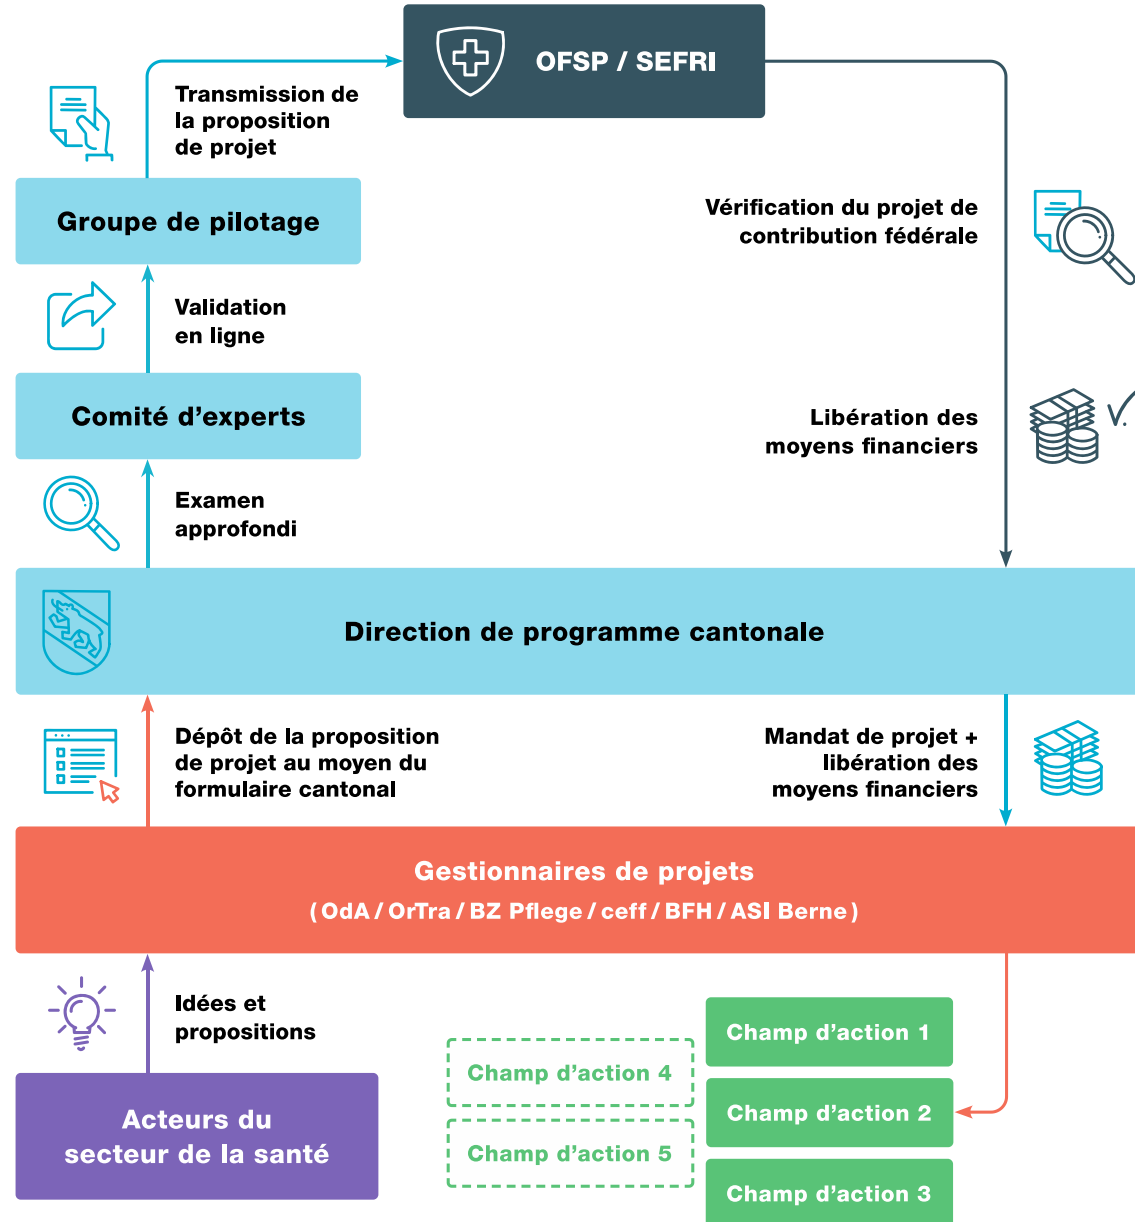 OFSP / SEFRI
Transmission de
la proposition
de projet
Groupe de pilotage
Vérification du projet de
contribution fédérale
Validation
en ligne
Comité d’experts
Libération des
moyens financiers
Examen
approfondi
Direction de programme cantonale
Dépôt de la proposition
de projet au moyen du
formulaire cantonal
Mandat de projet +
libération des
moyens financiers
Gestionnaires de projets
(OdA / OrTra / BZ Pflege / ceff / BFH / ASI Berne)
Idées et
propositions
Acteurs du
secteur de la santé
Champ d’action 1
Champ d’action 4
Champ d’action 2
Champ d’action 5
Champ d’action 3